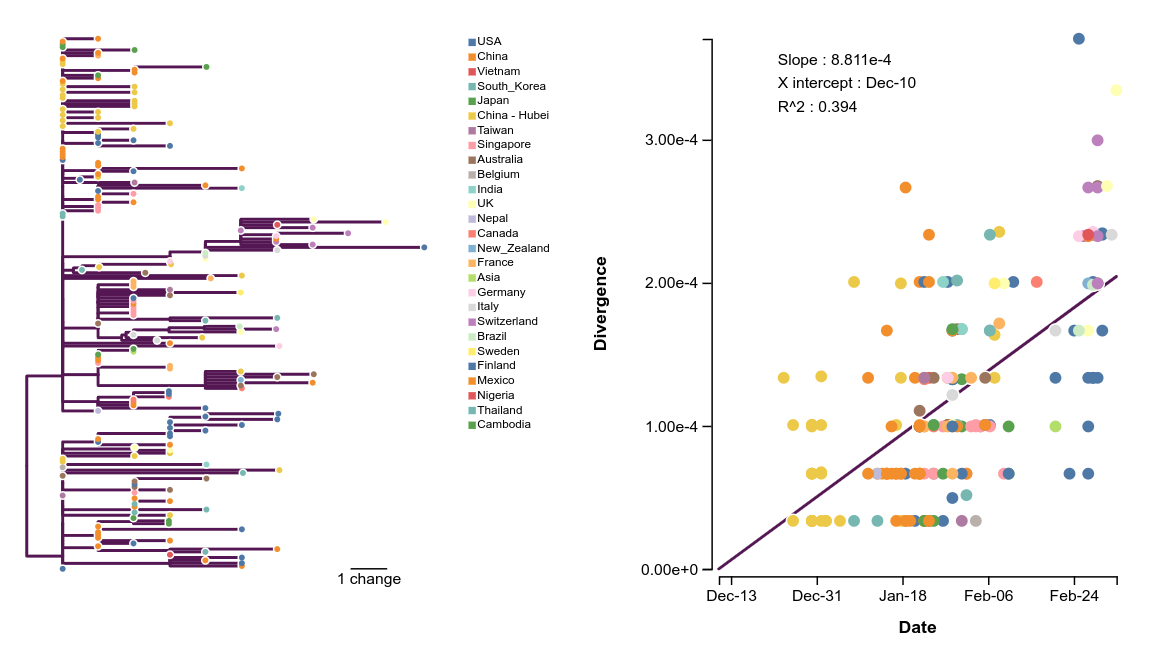 USA
China
Vietnam
South_Korea
Japan
China - Hubei
Taiwan
Singapore
Australia
Belgium
India
UK
Nepal
Canada
New_Zealand
France
Asia
Germany
Italy
Switzerland
Brazil
Sweden
Finland
Mexico
Nigeria
Thailand
Cambodia
1 change
Slope : 8.811e-4
X intercept : Dec-10
R^2 : 0.394
Divergence
3.00e-4
2.00e-4
1.00e-4
0.00e+0
Dec-13 Dec-31 Jan-18 Feb-06 Feb-24
Date